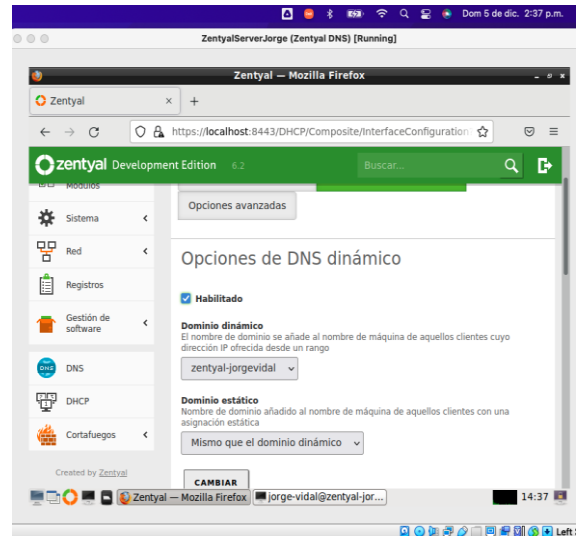 Dom 5 de dic. 2:37 p.m.
ZentyalServerJorge (Zentyal DNS) [Running]
Zentyal — Mozilla Firefox
Zentyal
https://localhost:8443/DHCP/Composite/InterfaceConfiguration
zentyal Development Edition 6.2
Buscar...
Módulos
Opciones avanzadas
Sistema
Red
Opciones de DNS dinámico
Registros
Habilitado
Gestión de
software
Dominio dinámico
El nombre de dominio se añade al nombre de máquina de aquellos clientes cuyo
dirección IP ofrecida desde un rango
DNS
zentyal-jorgevidal
DHCP
Dominio estático
Nombre de dominio añadido al nombre de máquina de aquellos clientes con una
asignación estática
Cortafuegos
Mismo que el dominio dinámico
Created by Zentyal
CAMBIAR
Zentyal — Mozilla Firefox
jorge-vidal@zentyal-jor...
14:37
Left